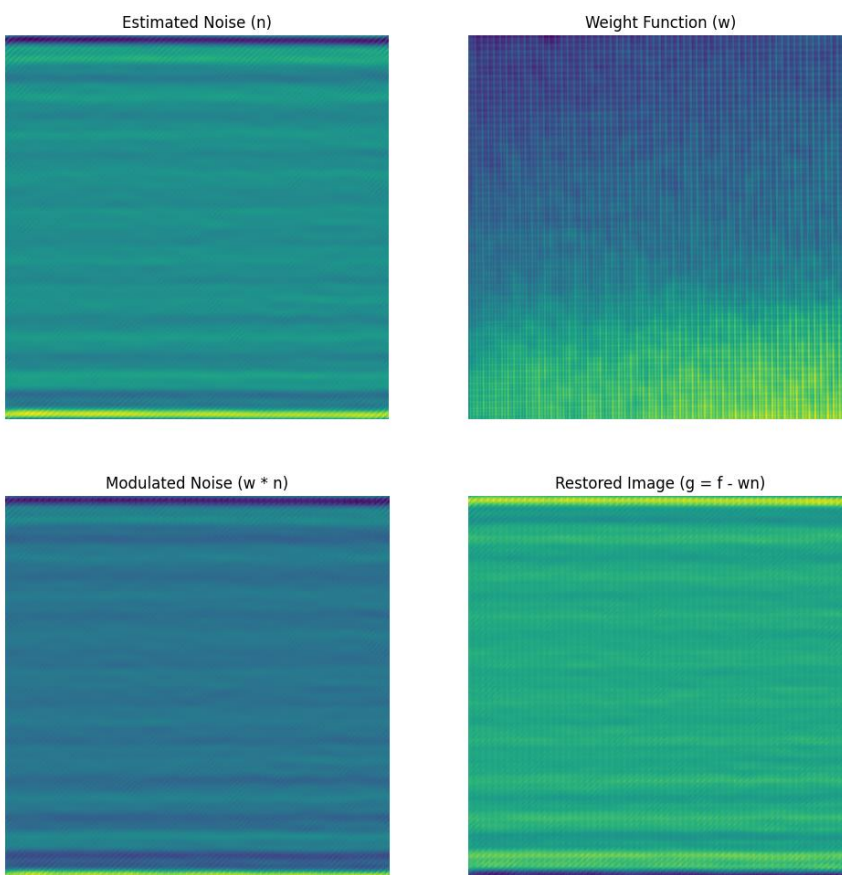 Estimated Noise (n)
Weight Function (w)
Modulated Noise (w * n)
Restored Image (g = f - wn)